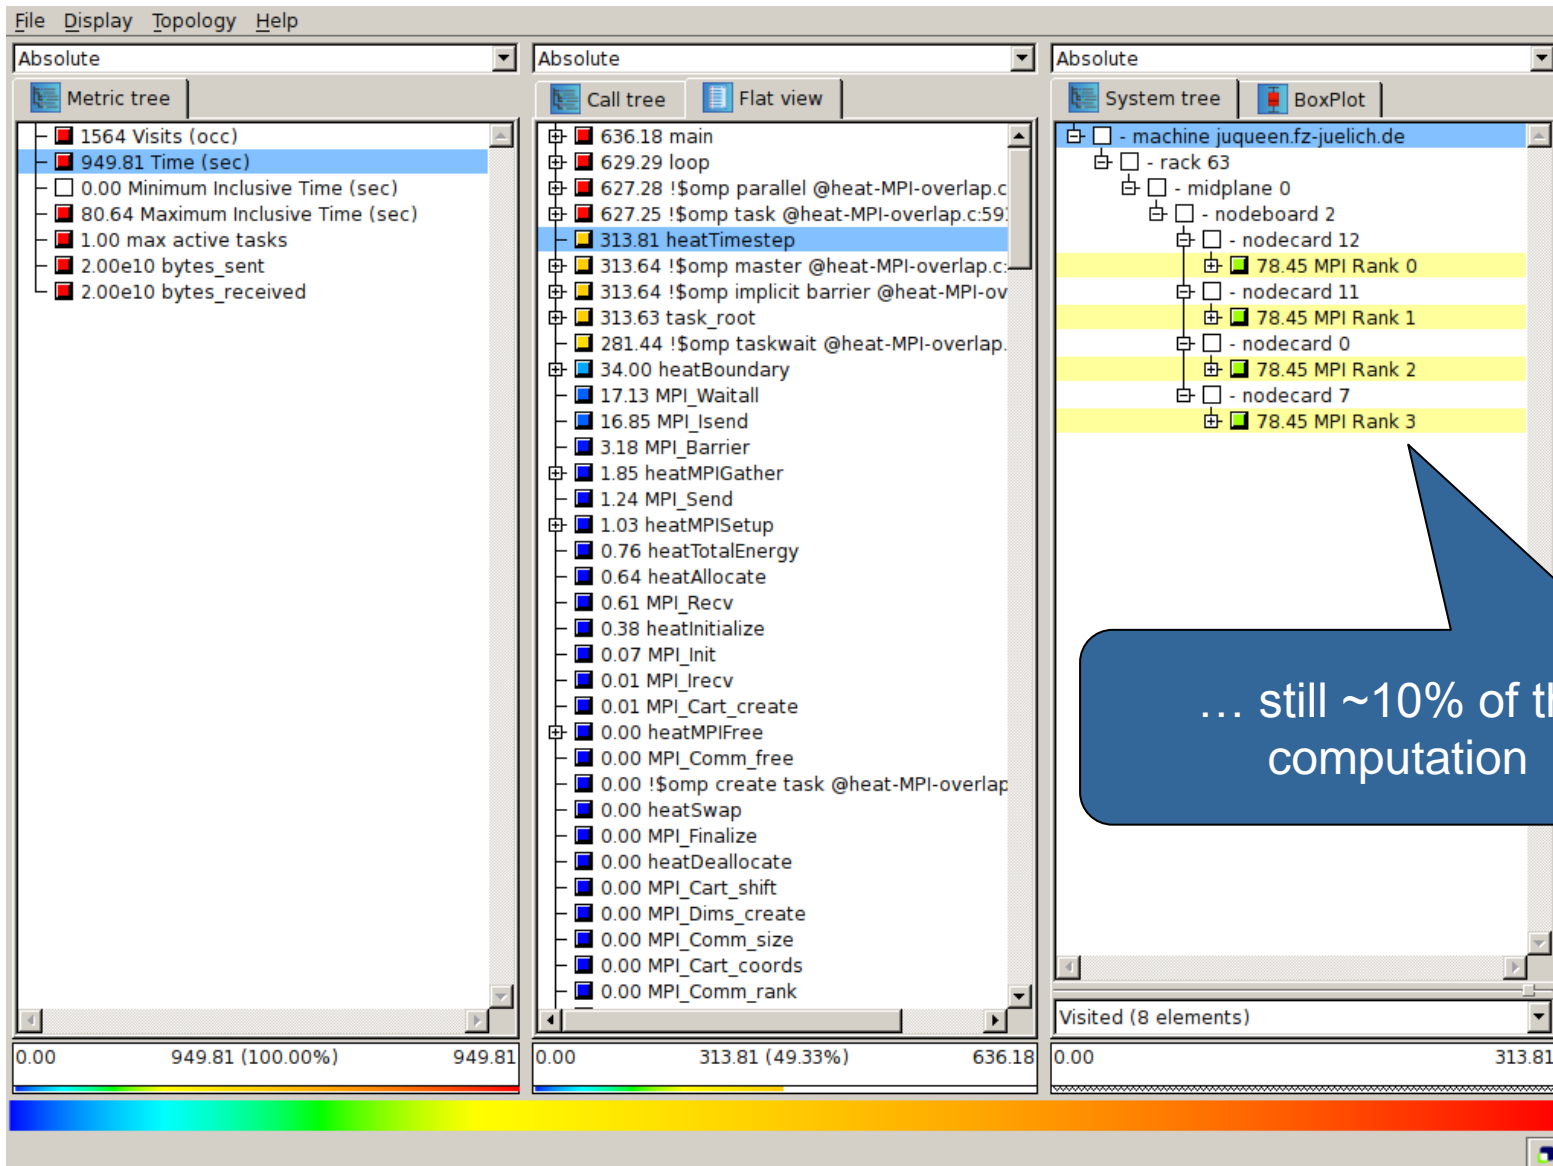 File Display Topology Help
Absolute
Metric tree
1564 Visits (occ)
949.81 Time (sec)
0.00 Minimum Inclusive Time (sec)
80.64 Maximum Inclusive Time (sec)
1.00 max active tasks
2.00e10 bytes_sent
2.00e10 bytes_received
0.00 949.81 (100.00%) 949.81
Absolute
Call tree Flat view
636.18 main
629.29 loop
627.28 !$omp parallel @heat-MPI-overlap.c
627.25 !$omp task @heat-MPI-overlap.c:59
313.81 heatTimestep
313.64 !$omp master @heat-MPI-overlap.c:
313.64 !$omp implicit barrier @heat-MPI-ov
313.63 task_root
281.44 !$omp taskwait @heat-MPI-overlap.
34.00 heatBoundary
17.13 MPI_Waitall
16.85 MPI_Isend
3.18 MPI_Barrier
1.85 heatMPIGather
1.24 MPI_Send
1.03 heatMPISetup
0.76 heatTotalEnergy
0.64 heatAllocate
0.61 MPI_Recv
0.38 heatInitialize
0.07 MPI_Init
0.01 MPI_Irecv
0.01 MPI_Cart_create
0.00 heatMPIFree
0.00 MPI_Comm_free
0.00 !$omp create task @heat-MPI-overlap
0.00 heatSwap
0.00 MPI_Finalize
0.00 heatDeallocate
0.00 MPI_Cart_shift
0.00 MPI_Dims_create
0.00 MPI_Comm_size
0.00 MPI_Cart_coords
0.00 MPI_Comm_rank
0.00 313.81 (49.33%) 636.18
Absolute
System tree BoxPlot
- machine juqueen.fz-juelich.de
- rack 63
- midplane 0
- nodeboard 2
- nodecard 12
78.45 MPI Rank 0
- nodecard 11
78.45 MPI Rank 1
- nodecard 0
78.45 MPI Rank 2
- nodecard 7
78.45 MPI Rank 3
… still ~10% of
computation
Visited (8 elements)
0.00 313.81